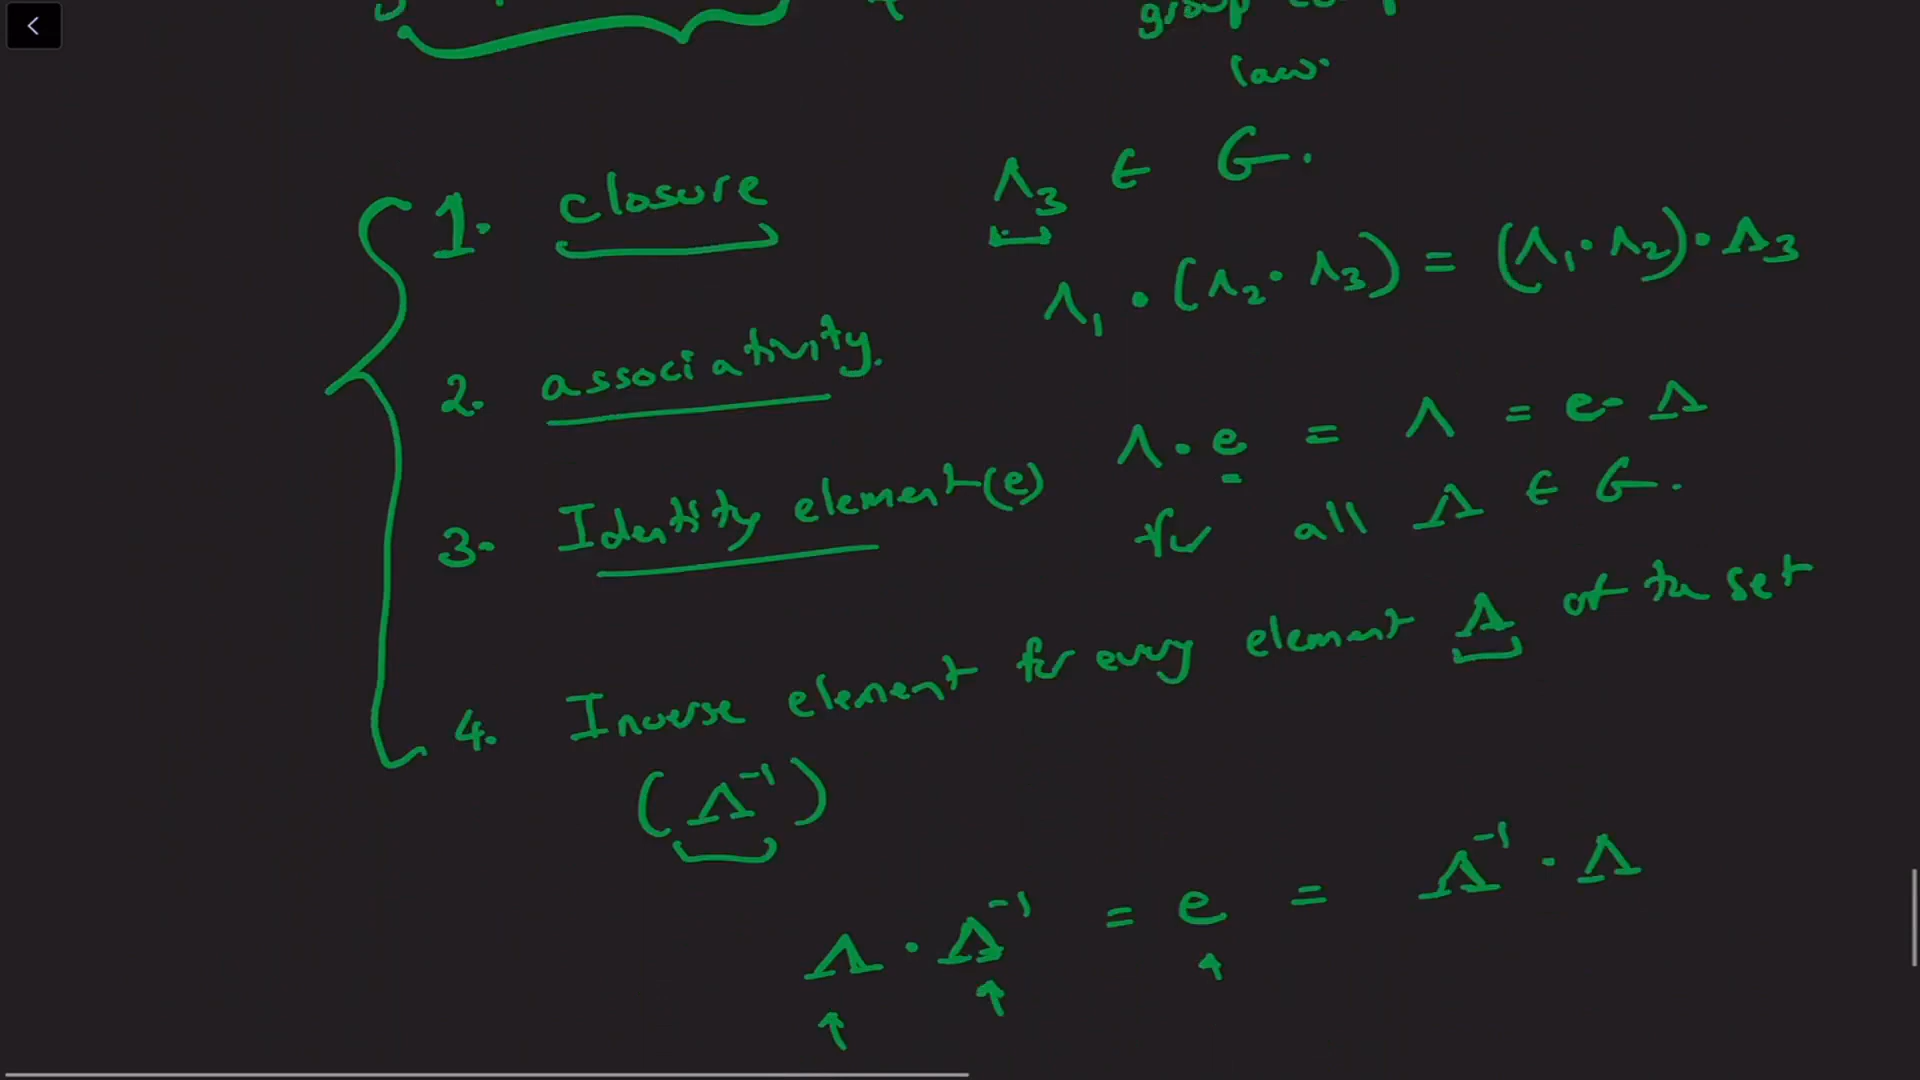 group
law.
1. closure Λ₃ ∈ G.
Λ₁ • (Λ₂ • Λ₃) = (Λ₁ • Λ₂) • Λ₃
2. associativity.
3. Identity element (e) Λ • e = Λ = e • Λ
for all Λ ∈ G.
4. Inverse element for every element Λ of the set
(Λ⁻¹)
Λ • Λ⁻¹ = e = Λ⁻¹ • Λ